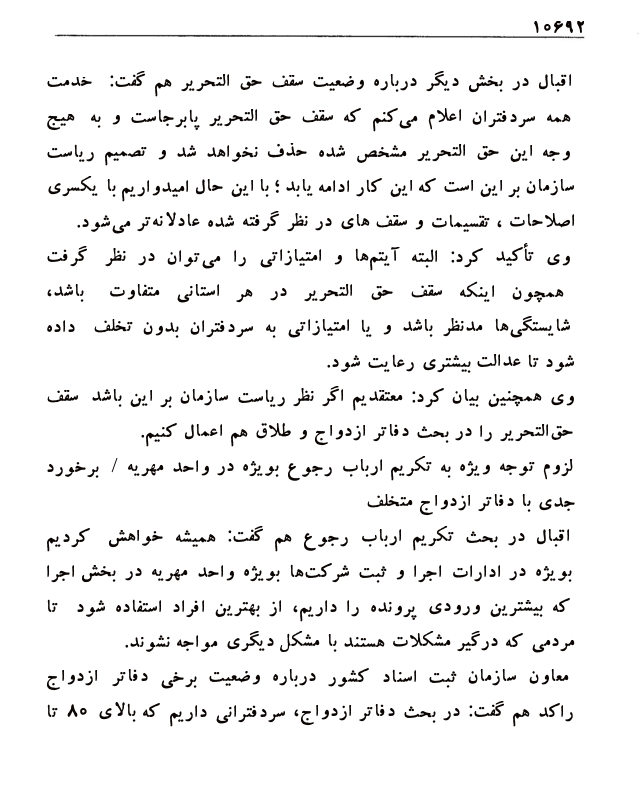 ۱۰۶۹۲
اقبال در بخش دیگر درباره وضعیت سقف حق التحریر هم گفت: خدمت
همه سردفتران اعلام می‌کنم که سقف حق التحریر پابرجاست و به هیچ
وجه این حق التحریر مشخص شده حذف نخواهد شد و تصمیم ریاست
سازمان بر این است که این کار ادامه یابد ؛ با این حال امیدواریم با یکسری
اصلاحات ، تقسیمات و سقف های در نظر گرفته شده عادلانه‌تر می‌شود.
وی تأکید کرد: البته آیتم‌ها و امتیازاتی را می‌توان در نظر گرفت
همچون اینکه سقف حق التحریر در هر استانی متفاوت باشد،
شایستگی‌ها مدنظر باشد و یا امتیازاتی به سردفتران بدون تخلف داده
شود تا عدالت بیشتری رعایت شود.
وی همچنین بیان کرد: معتقدیم اگر نظر ریاست سازمان بر این باشد سقف
حق‌التحریر را در بحث دفاتر ازدواج و طلاق هم اعمال کنیم.
لزوم توجه ویژه به تکریم ارباب رجوع بویژه در واحد مهریه / برخورد
جدی با دفاتر ازدواج متخلف
اقبال در بحث تکریم ارباب رجوع هم گفت: همیشه خواهش کردیم
بویژه در ادارات اجرا و ثبت شرکت‌ها بویژه واحد مهریه در بخش اجرا
که بیشترین ورودی پرونده را داریم، از بهترین افراد استفاده شود تا
مردمی که درگیر مشکلات هستند با مشکل دیگری مواجه نشوند.
معاون سازمان ثبت اسناد کشور درباره وضعیت برخی دفاتر ازدواج
راکد هم گفت: در بحث دفاتر ازدواج، سردفترانی داریم که بالای ۸۰ تا